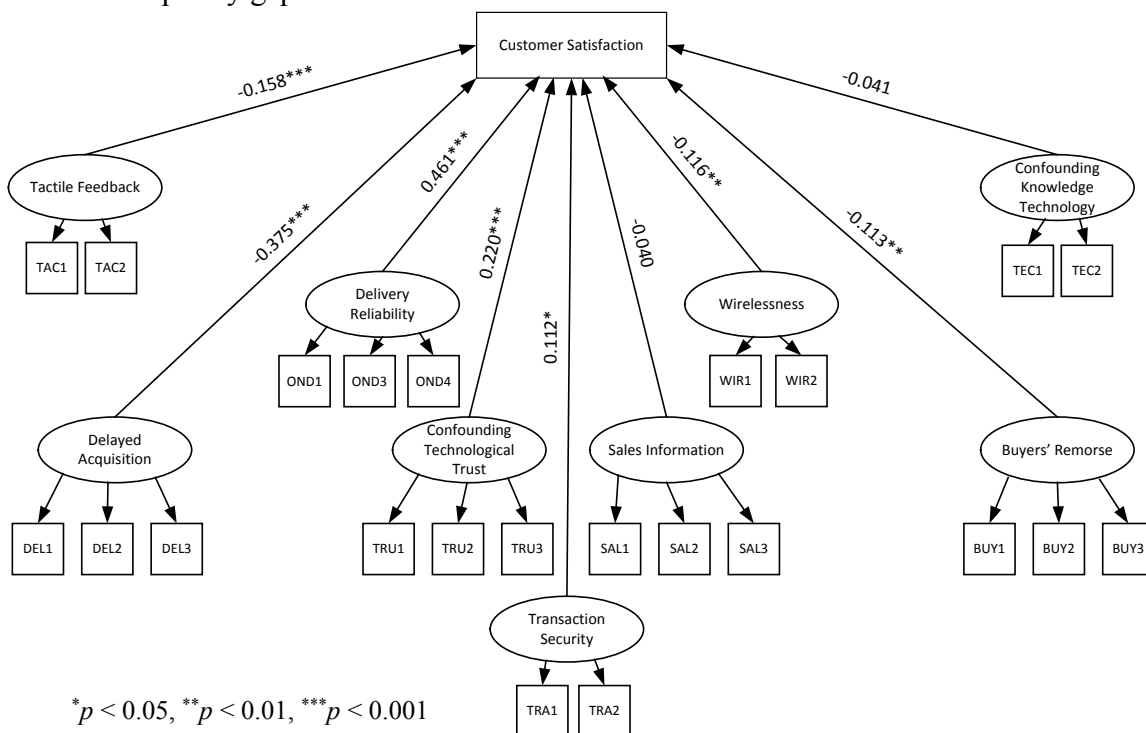 Customer Satisfaction
-0.158***
-0.041
0.461***
-0.116**
Tactile Feedback
Confounding
Knowledge
Technology
-0.375***
0.220***
-0.040
-0.113**
TAC1
TAC2
TEC1
TEC2
Delivery
Reliability
Wirelessness
0.112*
OND1
OND3
OND4
WIR1
WIR2
Delayed
Acquisition
Confounding
Technological
Trust
Sales Information
Buyers' Remorse
DEL1
DEL2
DEL3
TRU1
TRU2
TRU3
SAL1
SAL2
SAL3
BUY1
BUY2
BUY3
Transaction
Security
TRA1
TRA2
*p < 0.05, **p < 0.01, ***p < 0.001